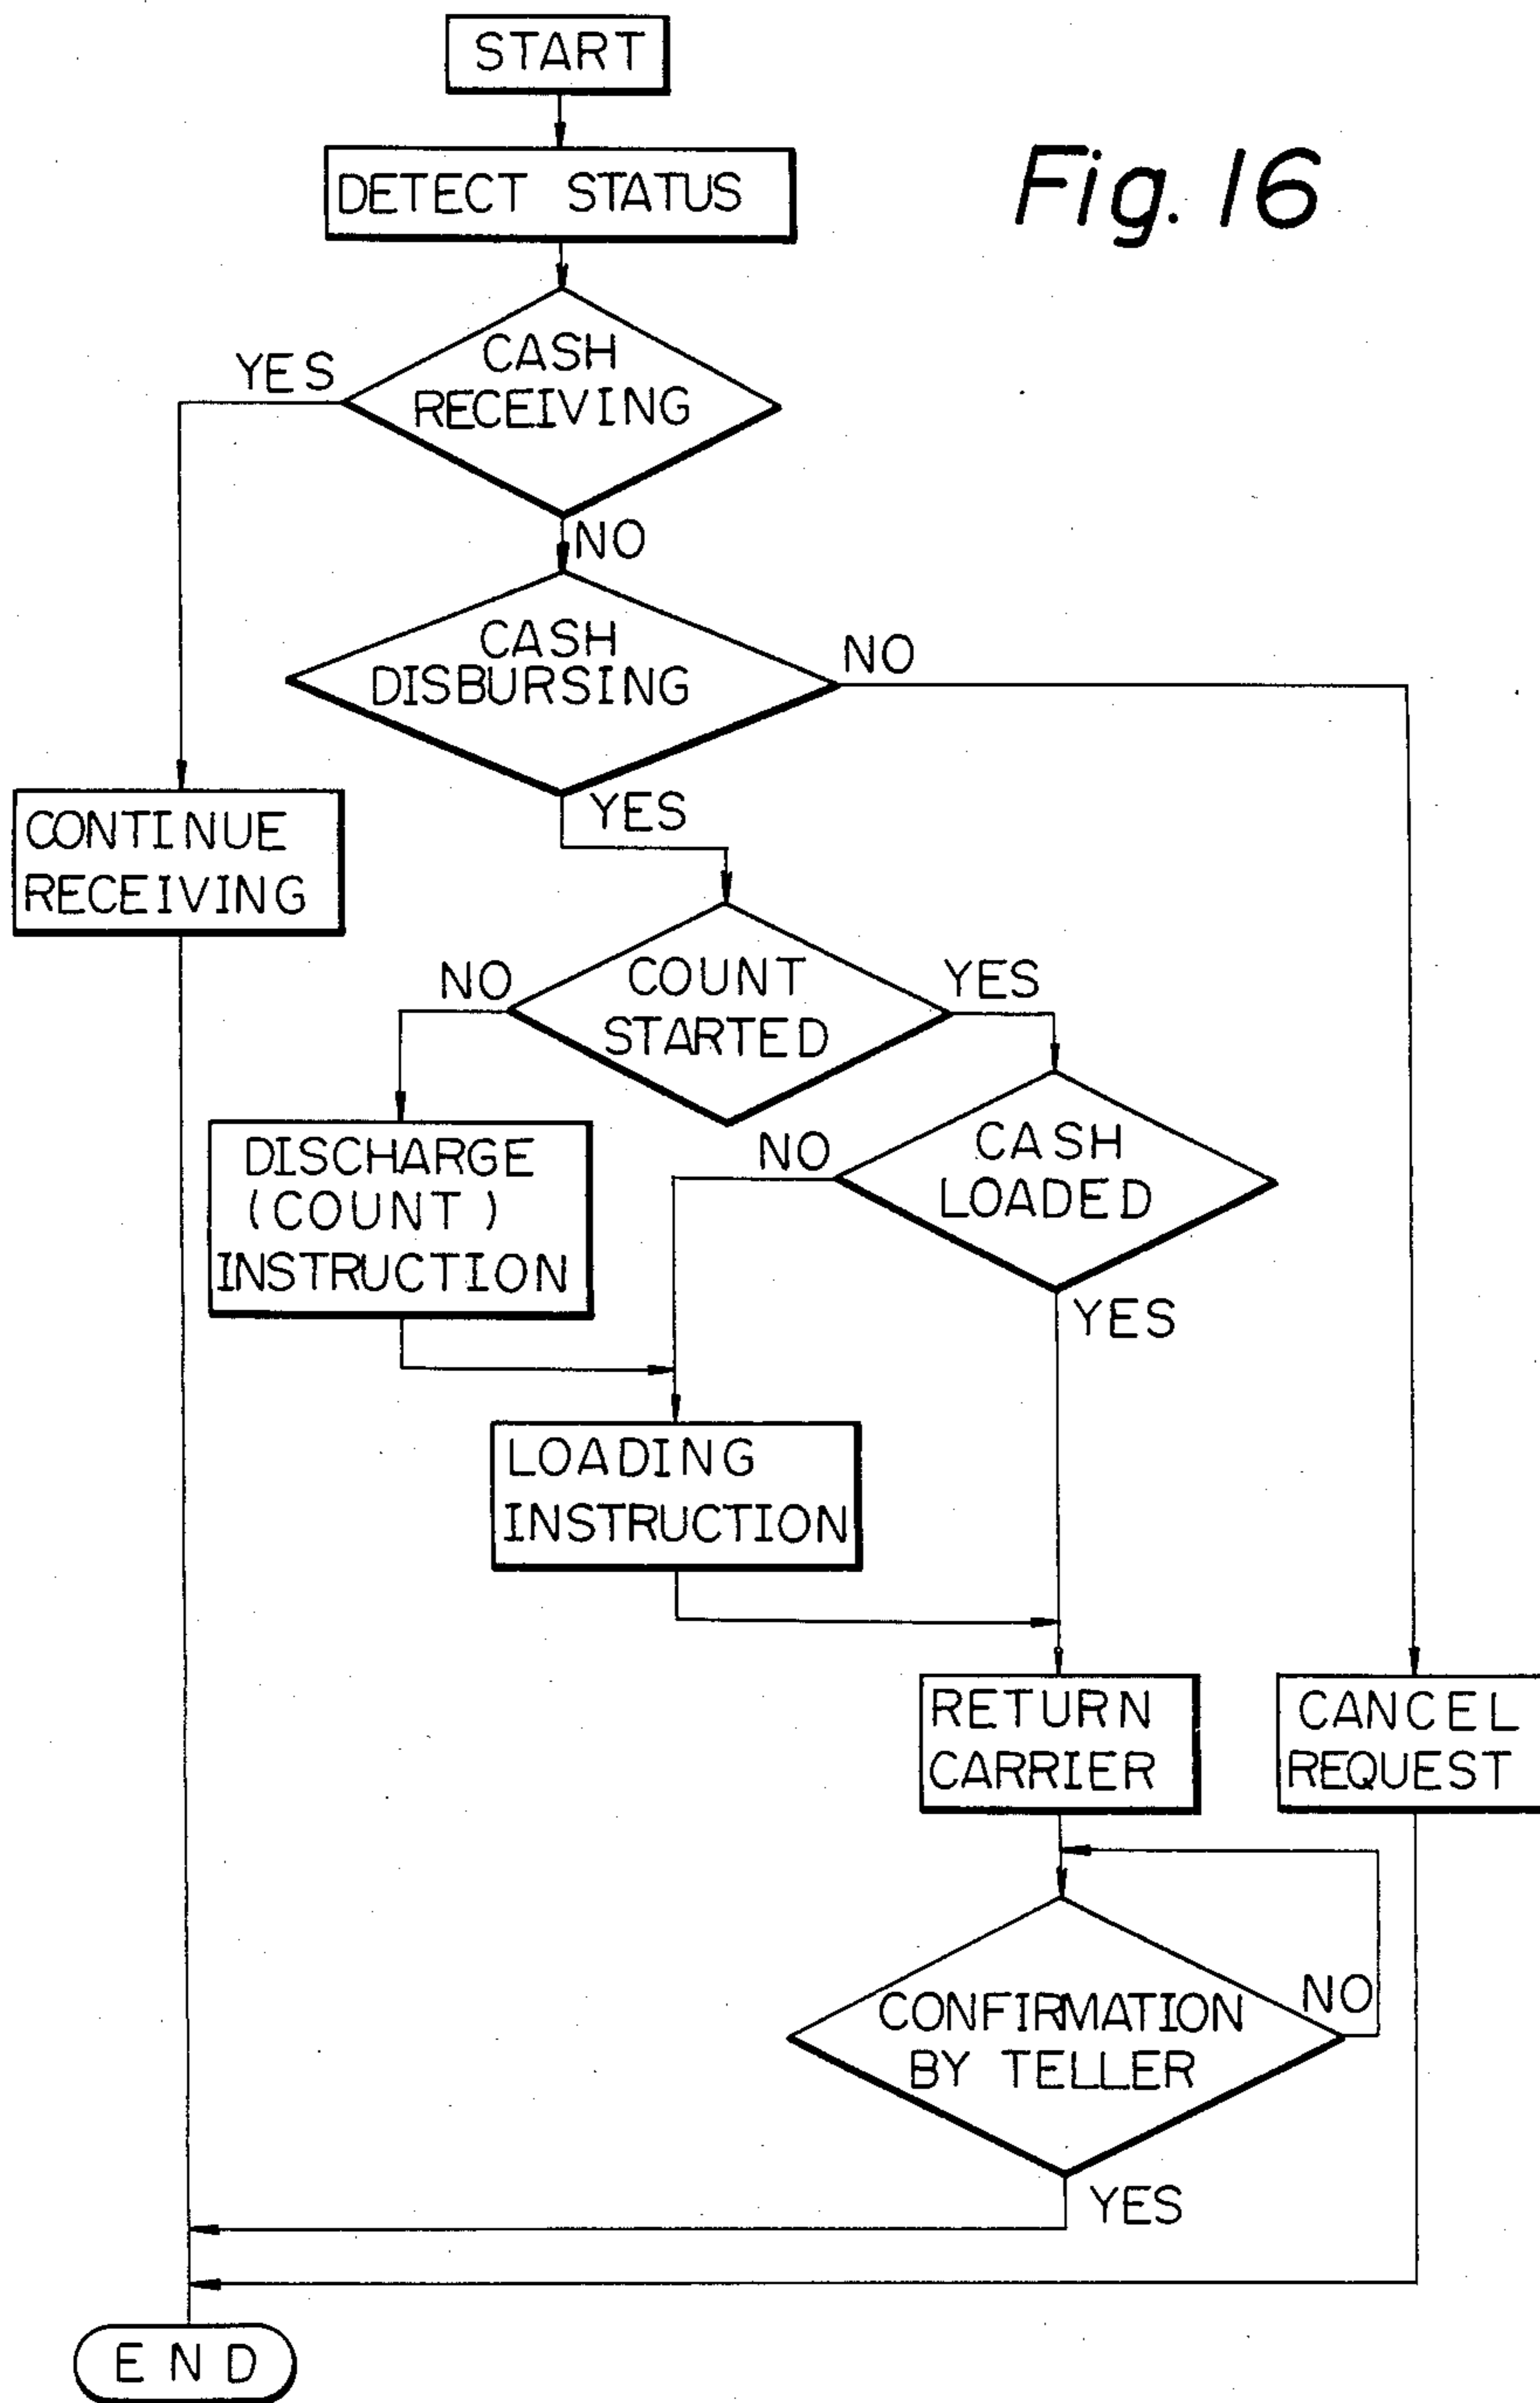 START
Fig. 16
DETECT STATUS
CASH
RECEIVING
YES
NO
CASH
DISBURSING
NO
YES
CONTINUE
RECEIVING
COUNT
STARTED
NO
YES
CASH
LOADED
NO
YES
DISCHARGE
(COUNT)
INSTRUCTION
LOADING
INSTRUCTION
RETURN
CARRIER
CANCEL
REQUEST
CONFIRMATION
BY TELLER
NO
YES
END